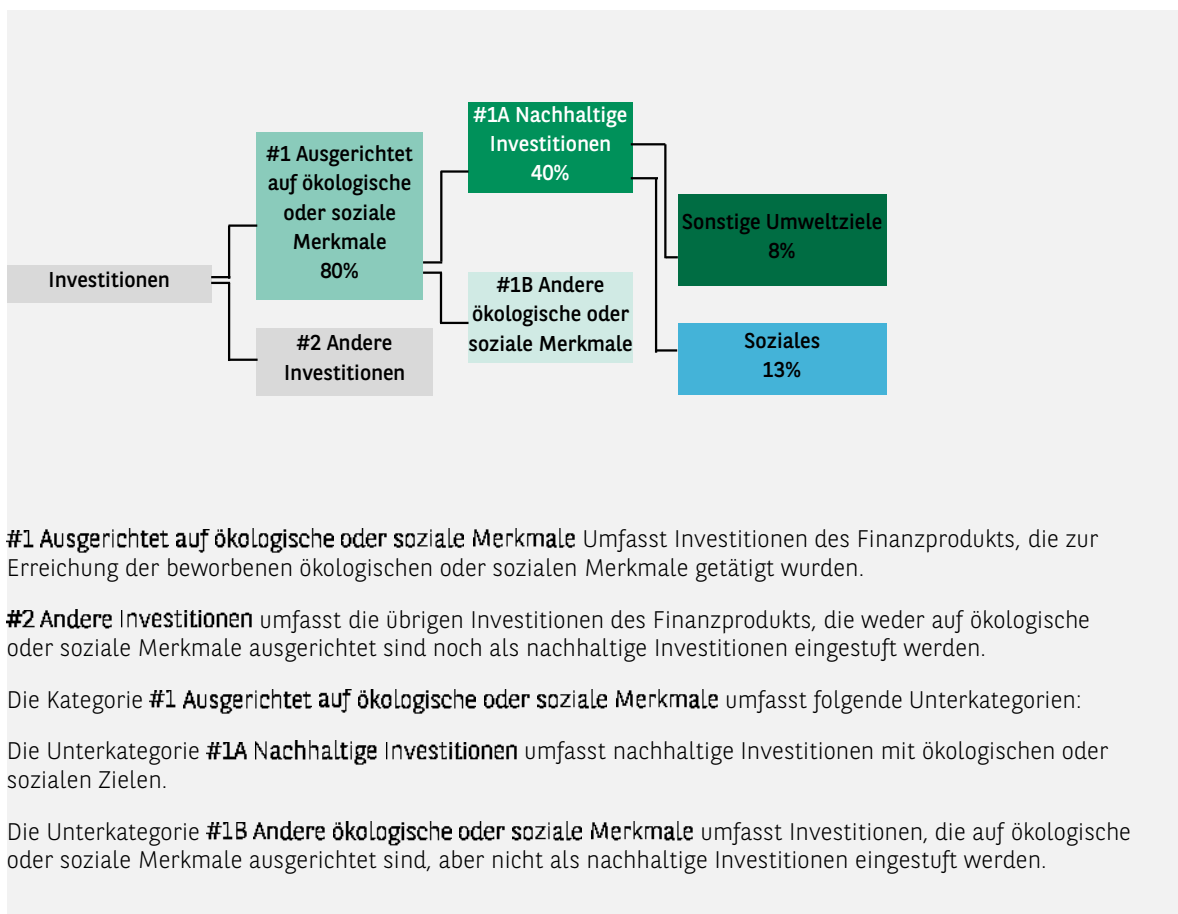 #1A Nachhaltige
Investitionen
40%
#1 Ausgerichtet
auf ökologische
oder soziale
Merkmale
80%
Sonstige Umweltziele
8%
Investitionen
#1B Andere
ökologische oder
soziale Merkmale
#2 Andere
Investitionen
Soziales
13%
#1 Ausgerichtet auf ökologische oder soziale Merkmale Umfasst Investitionen des Finanzprodukts, die zur
Erreichung der beworbenen ökologischen oder sozialen Merkmale getätigt wurden.
#2 Andere Investitionen umfasst die übrigen Investitionen des Finanzprodukts, die weder auf ökologische
oder soziale Merkmale ausgerichtet sind noch als nachhaltige Investitionen eingestuft werden.
Die Kategorie #1 Ausgerichtet auf ökologische oder soziale Merkmale umfasst folgende Unterkategorien:
Die Unterkategorie #1A Nachhaltige Investitionen umfasst nachhaltige Investitionen mit ökologischen oder
sozialen Zielen.
Die Unterkategorie #1B Andere ökologische oder soziale Merkmale umfasst Investitionen, die auf ökologische
oder soziale Merkmale ausgerichtet sind, aber nicht als nachhaltige Investitionen eingestuft werden.